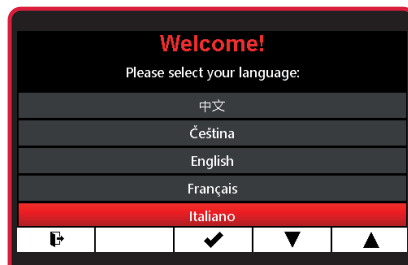 Welcome!
Please select your language:
中文
Čeština
English
Français
Italiano